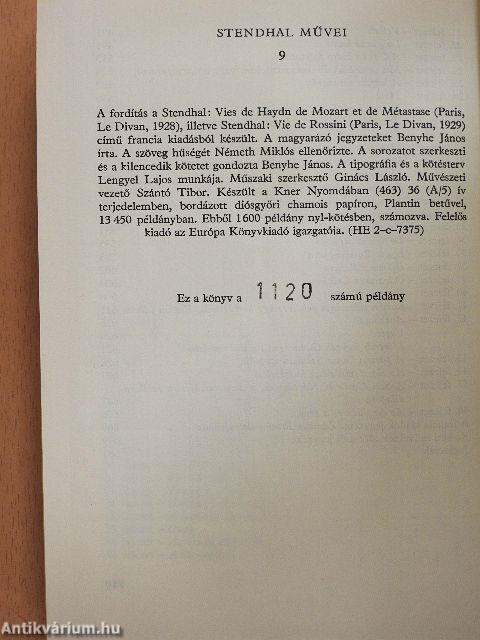 STENDHAL MŰVEI
9
A fordítás a Stendhal: Vies de Haydn de Mozart et de Métastase (Paris,
Le Divan, 1928), illetve Stendhal: Vie de Rossini (Paris, Le Divan, 1929)
című francia kiadásból készült. A magyarázó jegyzeteket Benyhe János
írta. A szöveg hűségét Németh Miklós ellenőrizte. A sorozatot szerkeszti
és a kilencedik kötetet gondozta Benyhe János. A tipográfia és a kötésterv
Lengyel Lajos munkája. Műszaki szerkesztő Ginács László. Művészeti
vezető Szántó Tibor. Készült a Kner Nyomdában (463) 36 (A/5) ív
terjedelemben, bordázott diósgyőri chamois papíron, Plantin betűvel,
13 450 példányban. Ebből 1600 példány nyl-kötésben, számozva. Felelős
kiadó az Európa Könyvkiadó igazgatója. (HE 2–c–7375)
Ez a könyv a 1120 számú példány
Antikvárium.hu